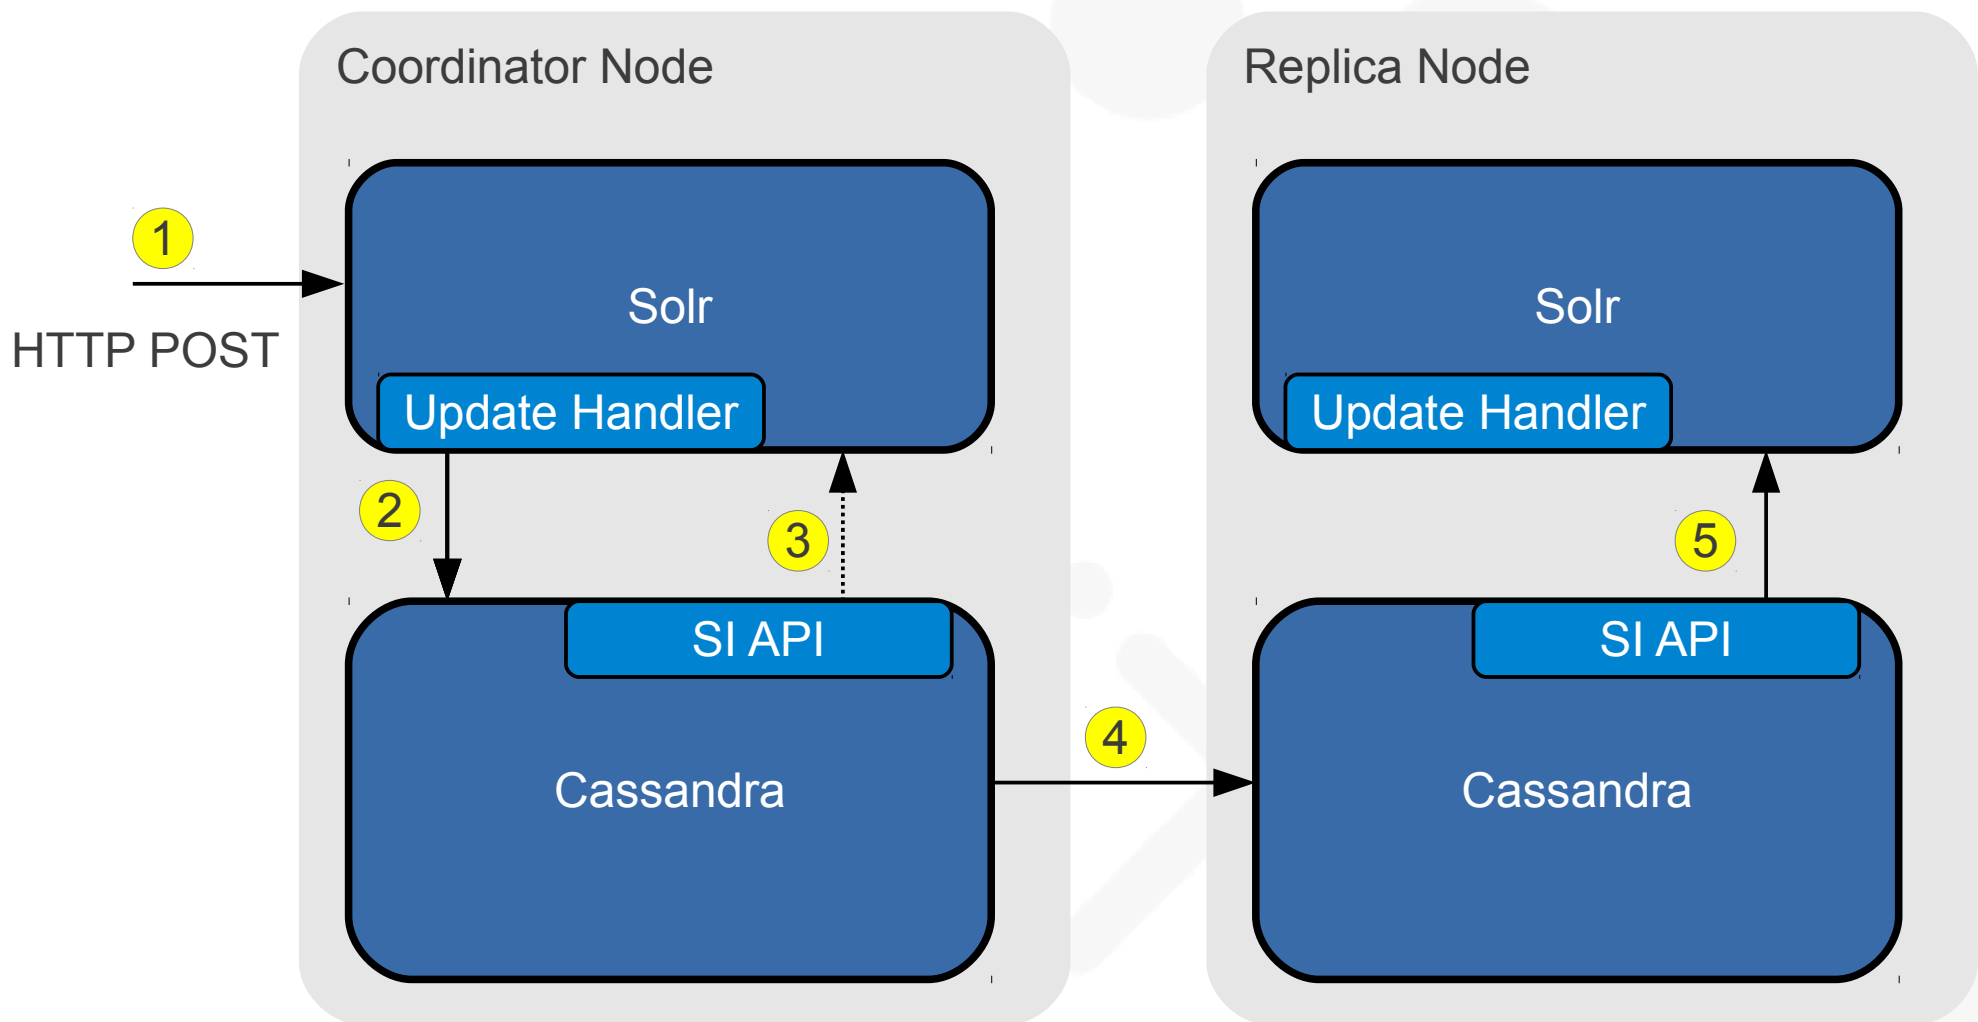 Coordinator Node
Replica Node
1
HTTP POST
Solr
Solr
Update Handler
Update Handler
2
3
5
SI API
SI API
4
Cassandra
Cassandra